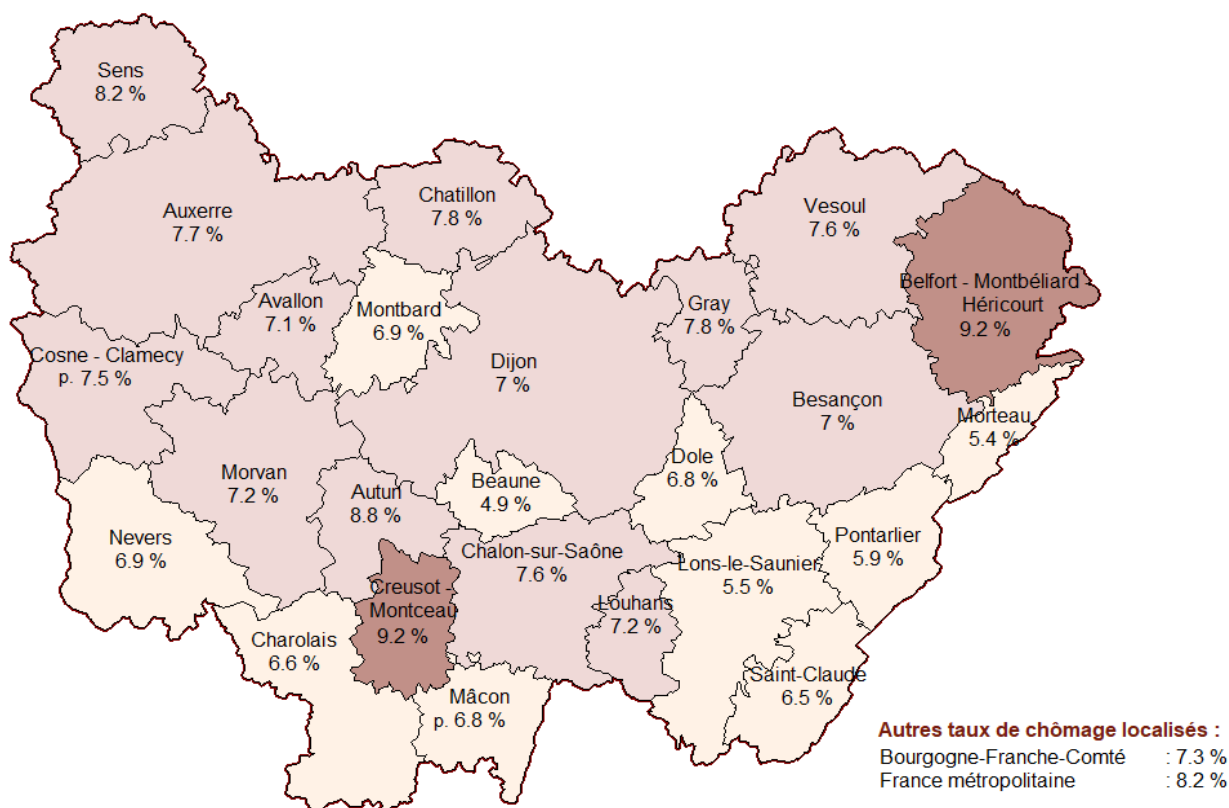 Sens
8.2 %
Auxerre
7.7 %
Chatillon
7.8 %
Vesoul
7.6 %
Belfort - Montbéliard
Héricourt
9.2 %
Avallon
7.1 %
Montbard
6.9 %
Gray
7.8 %
Cosne - Clamecy
p. 7.5 %
Dijon
7 %
Besançon
7 %
Morteau
5.4 %
Morvan
7.2 %
Autun
8.8 %
Beaune
4.9 %
Dole
6.8 %
Nevers
6.9 %
Chalon-sur-Saône
7.6 %
Lons-le-Saunier
5.5 %
Pontarlier
5.9 %
Creusot -
Montceau
9.2 %
Louhans
7.2 %
Charolais
6.6 %
Mâcon
p. 6.8 %
Saint-Claude
6.5 %
Autres taux de chômage localisés :
Bourgogne-Franche-Comté : 7.3 %
France métropolitaine : 8.2 %